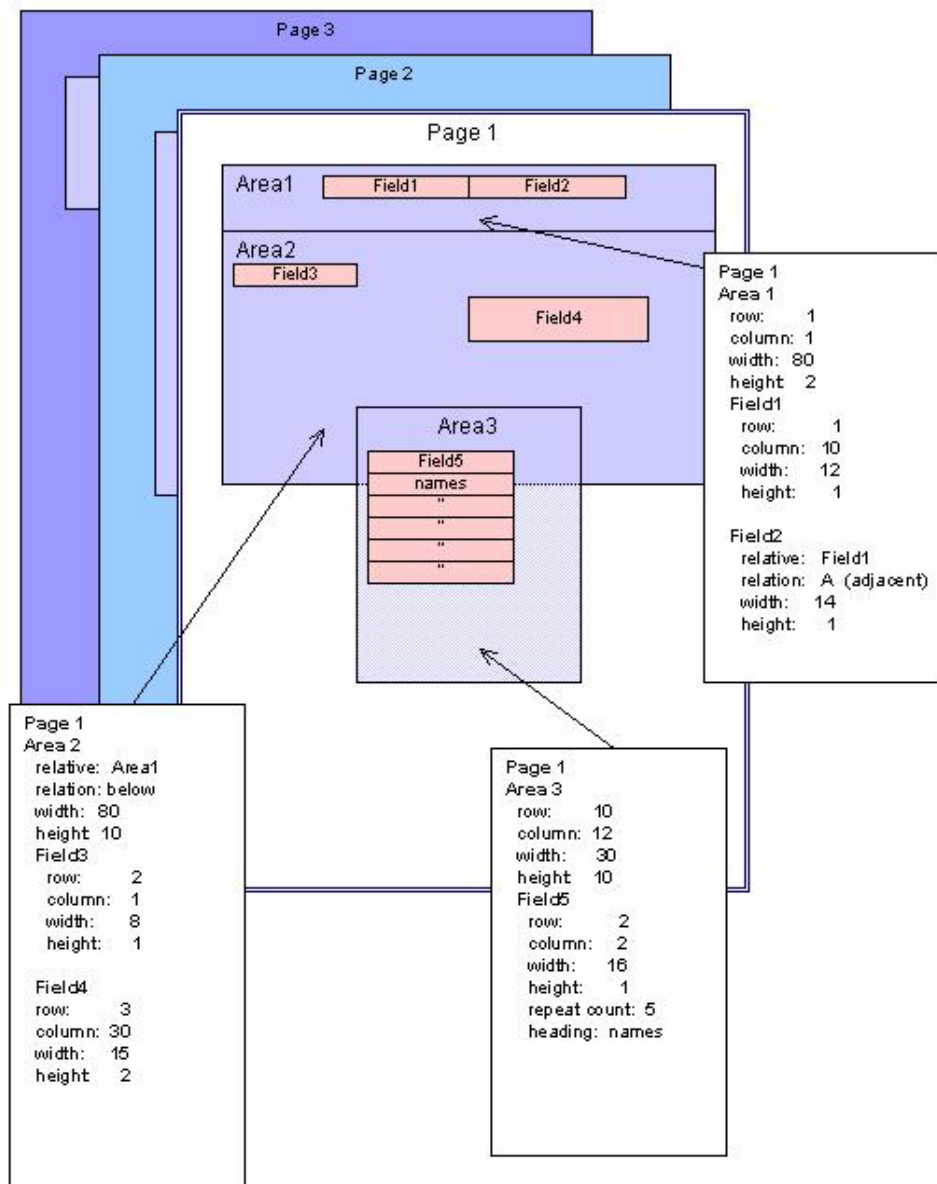 Page 3
Page 2
Page 1
Area1
Field1
Field2
Area2
Field3
Field4
Area3
Field5
names
"
"
"
"
Page 1
Area 1
row: 1
column: 1
width: 80
height: 2
Field1
row: 1
column: 10
width: 12
height: 1
Field2
relative: Field1
relation: A (adjacent)
width: 14
height: 1
Page 1
Area 2
relative: Area1
relation: below
width: 80
height: 10
Field3
row: 2
column: 1
width: 8
height: 1
Field4
row: 3
column: 30
width: 15
height 2
Page 1
Area 3
row: 10
column: 12
width: 30
height: 10
Field5
row: 2
column: 2
width: 16
height: 1
repeat count: 5
heading: names